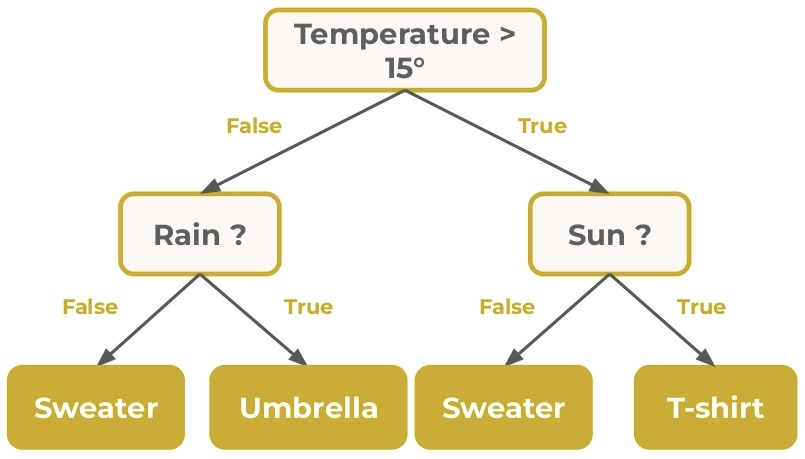 Temperature >
15°
False
True
Rain ?
Sun ?
False
True
False
True
Sweater
Umbrella
Sweater
T-shirt